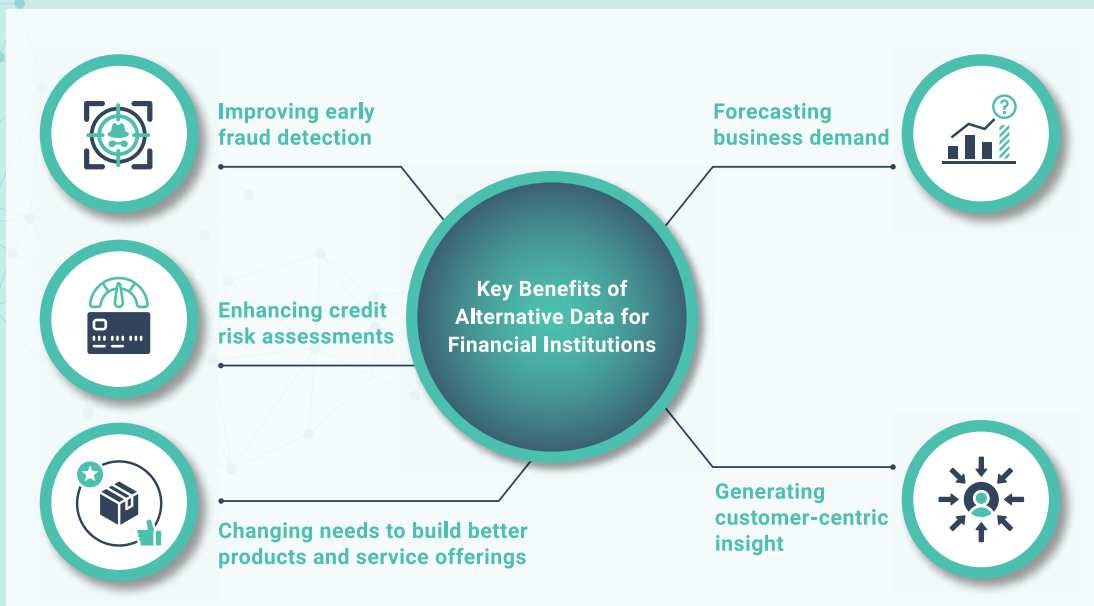 Improving early
fraud detection
Forecasting
business demand
?
Key Benefits of
Alternative Data for
Financial Institutions
Enhancing credit
risk assessments
Changing needs to build better
products and service offerings
Generating
customer-centric
insight